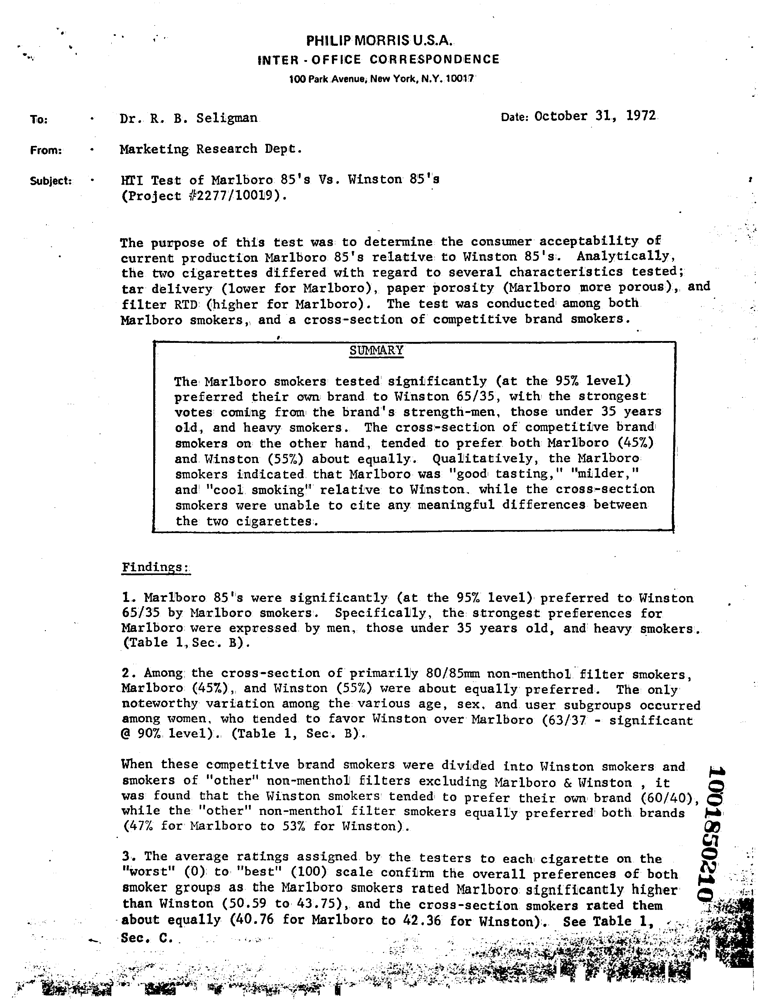 PHILIP MORRIS U.S.A.
INTER - OFFICE CORRESPONDENCE
100 Park Avenue, New York, N.Y. 10017
To: Dr. R. B. Seligman Date: October 31, 1972
From: Marketing Research Dept.
Subject: HTI Test of Marlboro 85's Vs. Winston 85's
(Project #2277/10019).
The purpose of this test was to determine the consumer acceptability of
current production Marlboro 85's relative to Winston 85's. Analytically,
the two cigarettes differed with regard to several characteristics tested;
tar delivery (lower for Marlboro), paper porosity (Marlboro more porous), and
filter RTD (higher for Marlboro). The test was conducted among both
Marlboro smokers, and a cross-section of competitive brand smokers.
SUMMARY
The Marlboro smokers tested significantly (at the 95% level)
preferred their own brand to Winston 65/35, with the strongest
votes coming from the brand's strength-men, those under 35 years
old, and heavy smokers. The cross-section of competitive brand
smokers on the other hand, tended to prefer both Marlboro (45%)
and Winston (55%) about equally. Qualitatively, the Marlboro
smokers indicated that Marlboro was "good tasting," "milder,"
and "cool smoking" relative to Winston. while the cross-section
smokers were unable to cite any meaningful differences between
the two cigarettes.
Findings:
1. Marlboro 85's were significantly (at the 95% level) preferred to Winston
65/35 by Marlboro smokers. Specifically, the strongest preferences for
Marlboro were expressed by men, those under 35 years old, and heavy smokers.
(Table 1, Sec. B).
2. Among the cross-section of primarily 80/85mm non-menthol filter smokers,
Marlboro (45%), and Winston (55%) were about equally preferred. The only
noteworthy variation among the various age, sex, and user subgroups occurred
among women, who tended to favor Winston over Marlboro (63/37 - significant
@ 90% level). (Table 1, Sec. B).
When these competitive brand smokers were divided into Winston smokers and
smokers of "other" non-menthol filters excluding Marlboro & Winston , it
was found that the Winston smokers tended to prefer their own brand (60/40),
while the "other" non-menthol filter smokers equally preferred both brands
(47% for Marlboro to 53% for Winston).
3. The average ratings assigned by the testers to each cigarette on the
"worst" (0) to "best" (100) scale confirm the overall preferences of both
smoker groups as the Marlboro smokers rated Marlboro significantly higher
than Winston (50.59 to 43.75), and the cross-section smokers rated them
about equally (40.76 for Marlboro to 42.36 for Winston). See Table 1,
Sec. C.
1001850210